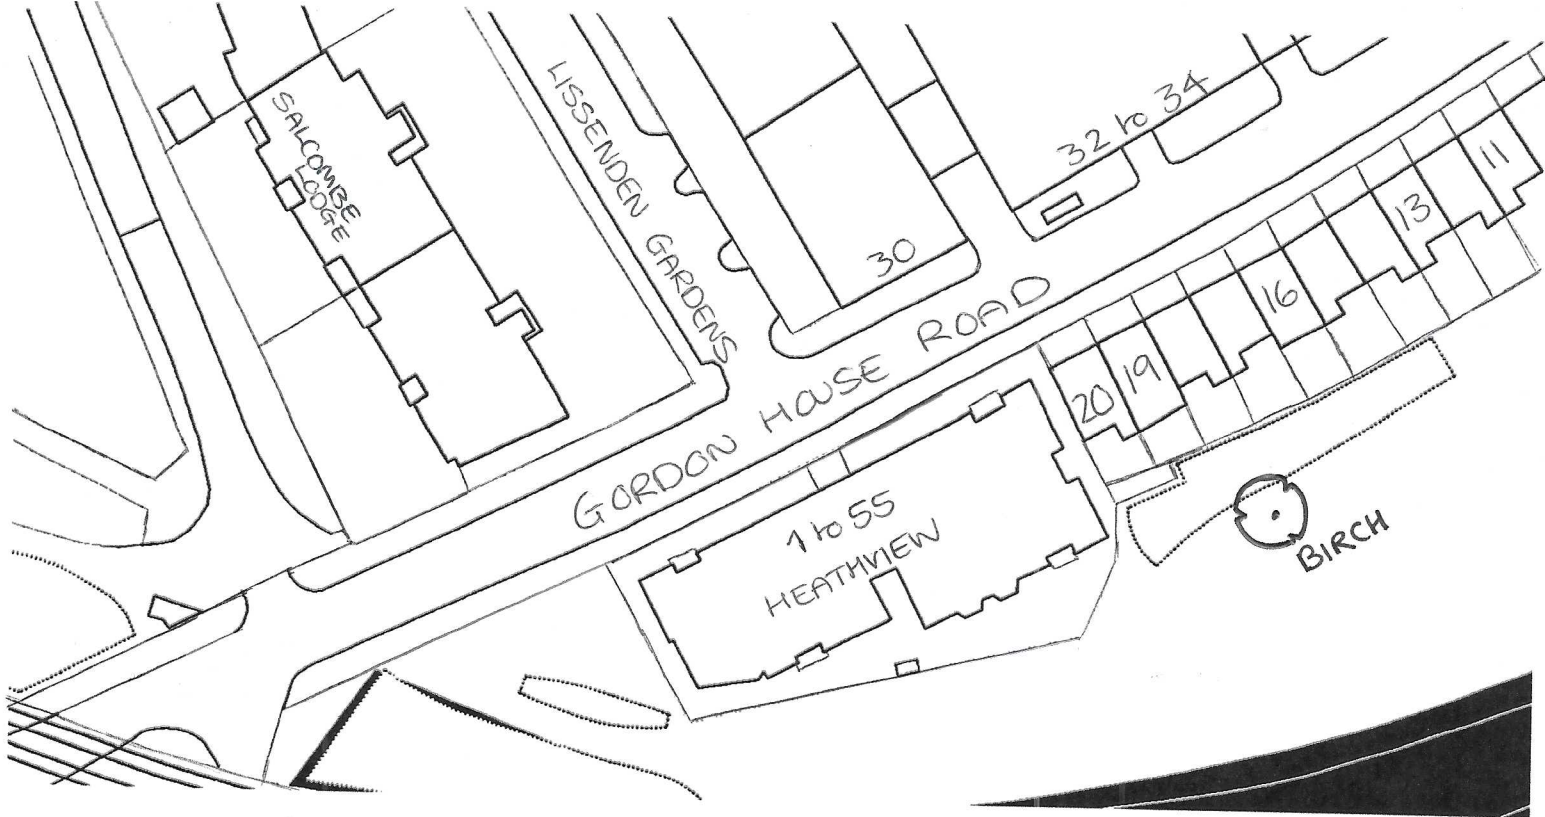 SALCOMBE
LODGE
LISSENDEN GARDENS
30
32 to 34
GORDON HOUSE ROAD
11
13
16
19
20
1 to 55
HEATHVIEW
BIRCH